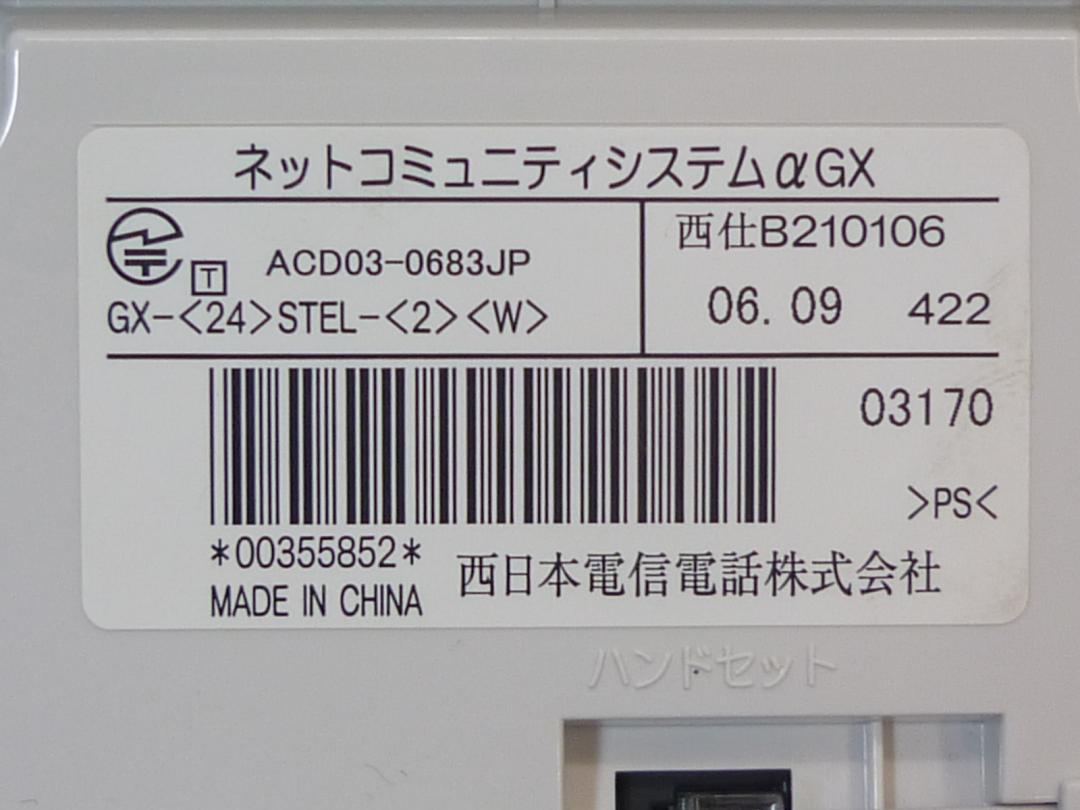 ネットコミュニティシステムαGX
T ACD03-0683JP
GX-<24>STEL-<2><W>
西仕B210106
06.09 422
03170
>PS<
*00355852*
MADE IN CHINA
西日本電信電話株式会社
ハンドセット